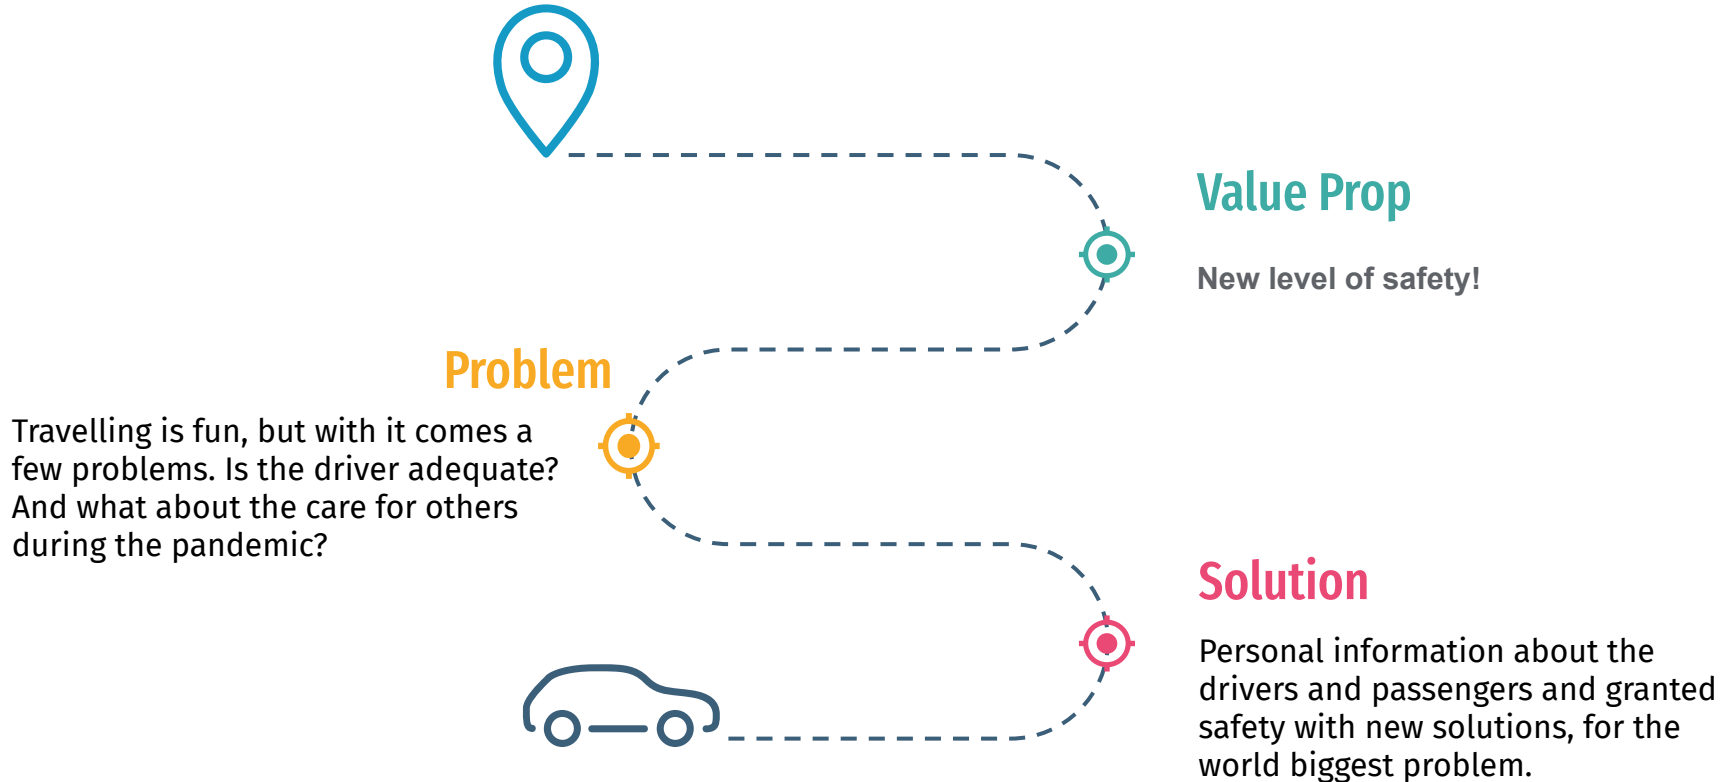 Value Prop
New level of safety!
Problem
Travelling is fun, but with it comes a
few problems. Is the driver adequate?
And what about the care for others
during the pandemic?
Solution
Personal information about the
drivers and passengers and granted
safety with new solutions, for the
world biggest problem.